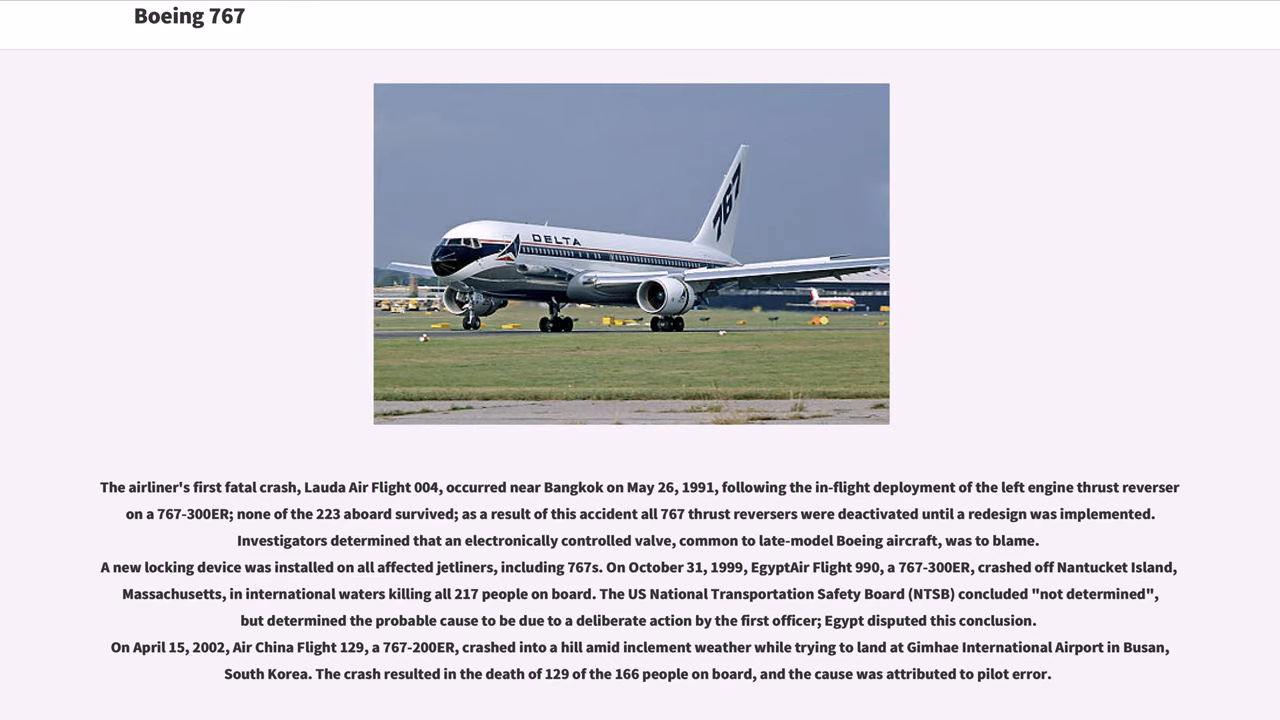 Boeing 767
767
DELTA
The airliner's first fatal crash, Lauda Air Flight 004, occurred near Bangkok on May 26, 1991, following the in-flight deployment of the left engine thrust reverser
on a 767-300ER; none of the 223 aboard survived; as a result of this accident all 767 thrust reversers were deactivated until a redesign was implemented.
Investigators determined that an electronically controlled valve, common to late-model Boeing aircraft, was to blame.
A new locking device was installed on all affected jetliners, including 767s. On October 31, 1999, EgyptAir Flight 990, a 767-300ER, crashed off Nantucket Island,
Massachusetts, in international waters killing all 217 people on board. The US National Transportation Safety Board (NTSB) concluded "not determined",
but determined the probable cause to be due to a deliberate action by the first officer; Egypt disputed this conclusion.
On April 15, 2002, Air China Flight 129, a 767-200ER, crashed into a hill amid inclement weather while trying to land at Gimhae International Airport in Busan,
South Korea. The crash resulted in the death of 129 of the 166 people on board, and the cause was attributed to pilot error.